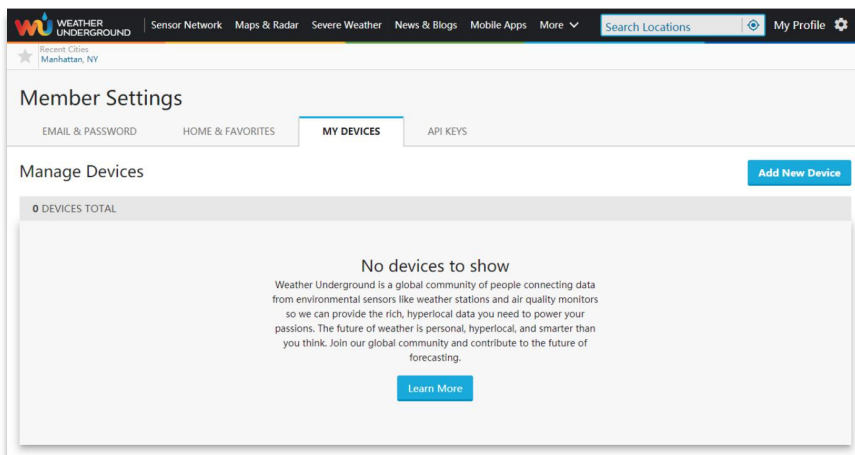 WEATHER
UNDERGROUND
Sensor Network Maps & Radar Severe Weather News & Blogs Mobile Apps More Search Locations My Profile
Recent Cities
Manhattan, NY
Member Settings
EMAIL & PASSWORD HOME & FAVORITES MY DEVICES API KEYS
Manage Devices
Add New Device
0 DEVICES TOTAL
No devices to show
Weather Underground is a global community of people connecting data
from environmental sensors like weather stations and air quality monitors
so we can provide the rich, hyperlocal data you need to power your
passions. The future of weather is personal, hyperlocal, and smarter than
you think. Join our global community and contribute to the future of
forecasting.
Learn More